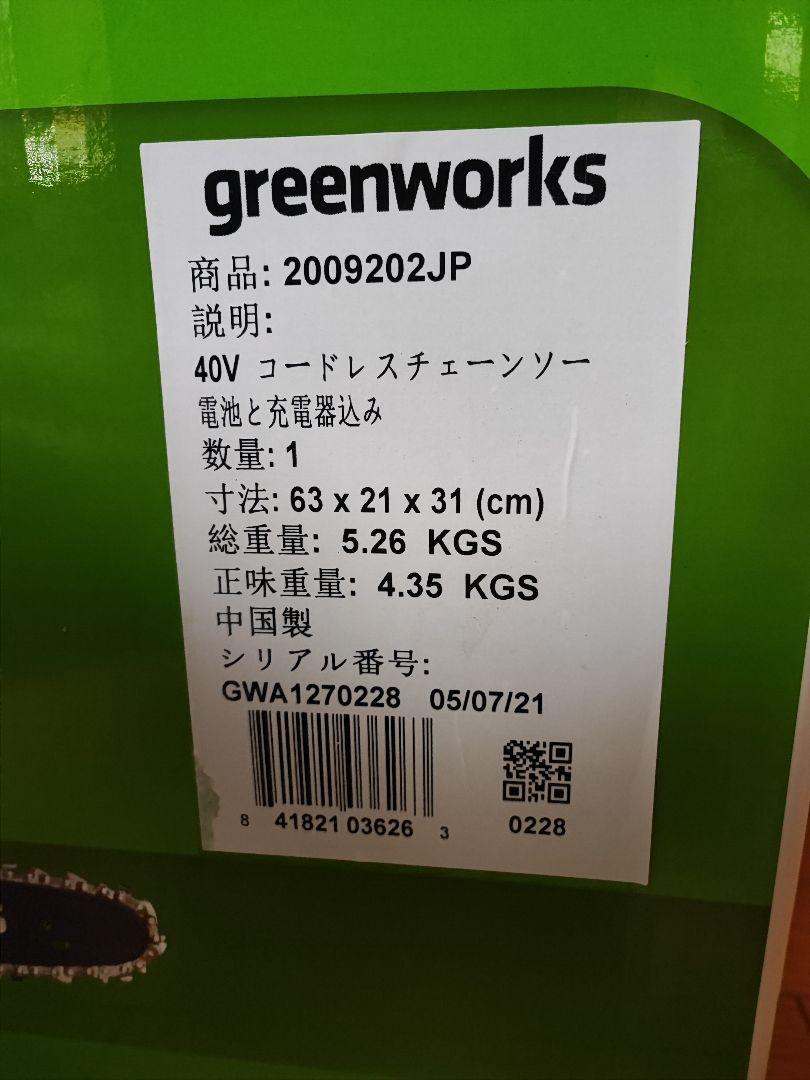 greenworks
商品: 2009202JP
説明:
40V コードレスチェーンソー
電池と充電器込み
数量: 1
寸法: 63 x 21 x 31 (cm)
総重量: 5.26 KGS
正味重量: 4.35 KGS
中国製
シリアル番号:
GWA1270228 05/07/21
8 41821 03626 3
0228